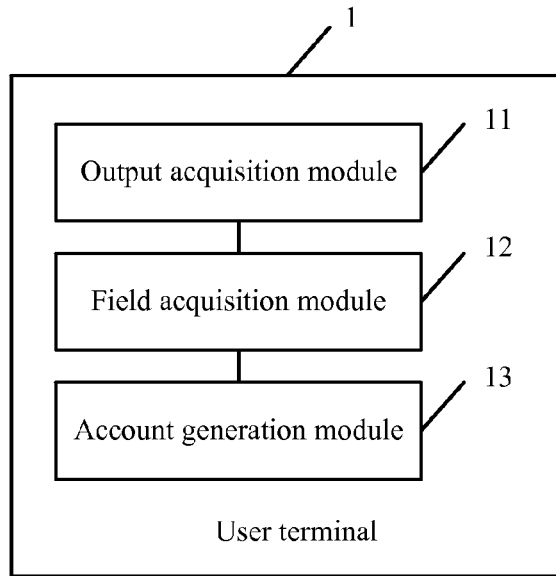 1
11
Output acquisition module
12
Field acquisition module
13
Account generation module
User terminal